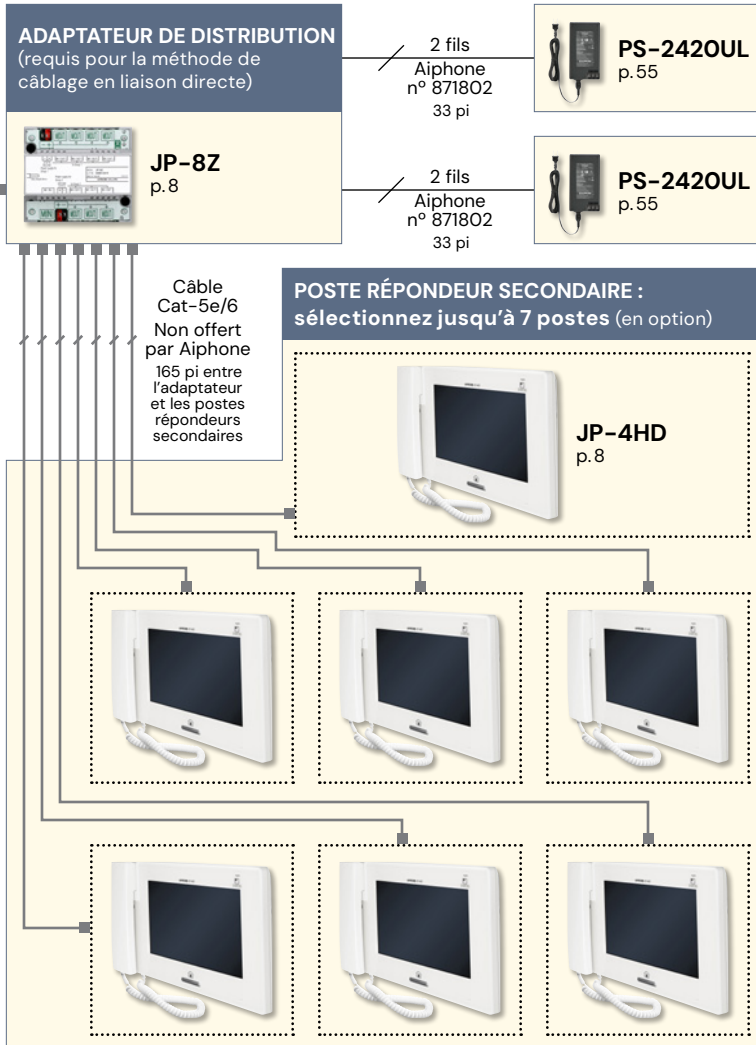 ADAPTATEUR DE DISTRIBUTION
(requis pour la méthode de
câblage en liaison directe)
JP-8Z
p. 8
2 fils
Aiphone
nº 871802
33 pi
PS-2420UL
p. 55
2 fils
Aiphone
nº 871802
33 pi
PS-2420UL
p. 55
Câble
Cat-5e/6
Non offert
par Aiphone
165 pi entre
l'adaptateur
et les postes
répondeurs
secondaires
POSTE RÉPONDEUR SECONDAIRE :
sélectionnez jusqu'à 7 postes (en option)
JP-4HD
p. 8